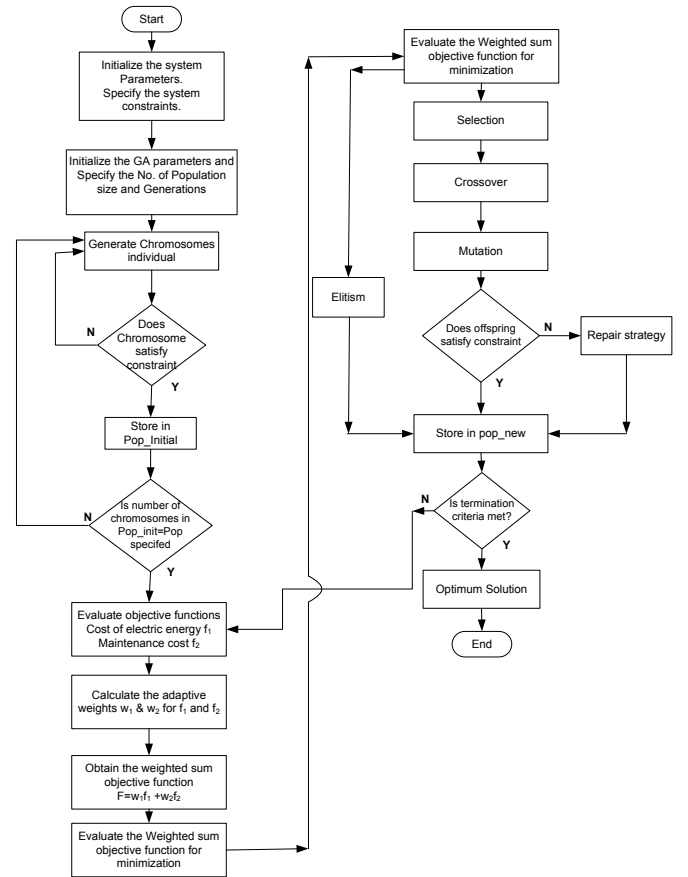 Start
Initialize the system
Parameters.
Specify the system
constraints.
Initialize the GA parameters and
Specify the No. of Population
size and Generations
Generate Chromosomes
individual
N
Does
Chromosome
satisfy
constraint
Y
Store in
Pop_Initial
N
Is number of
chromosomes in
Pop_init=Pop
specifed
Y
Evaluate objective functions
Cost of electric energy f₁
Maintenance cost f₂
Calculate the adaptive
weights w₁ & w₂ for f₁ and f₂
Obtain the weighted sum
objective function
F=w₁f₁ +w₂f₂
Evaluate the Weighted sum
objective function for
minimization
Evaluate the Weighted sum
objective function for
minimization
Selection
Crossover
Mutation
Elitism
Does offspring
satisfy constraint
N
Repair strategy
Y
Store in pop_new
N
Is termination
criteria met?
Y
Optimum Solution
End